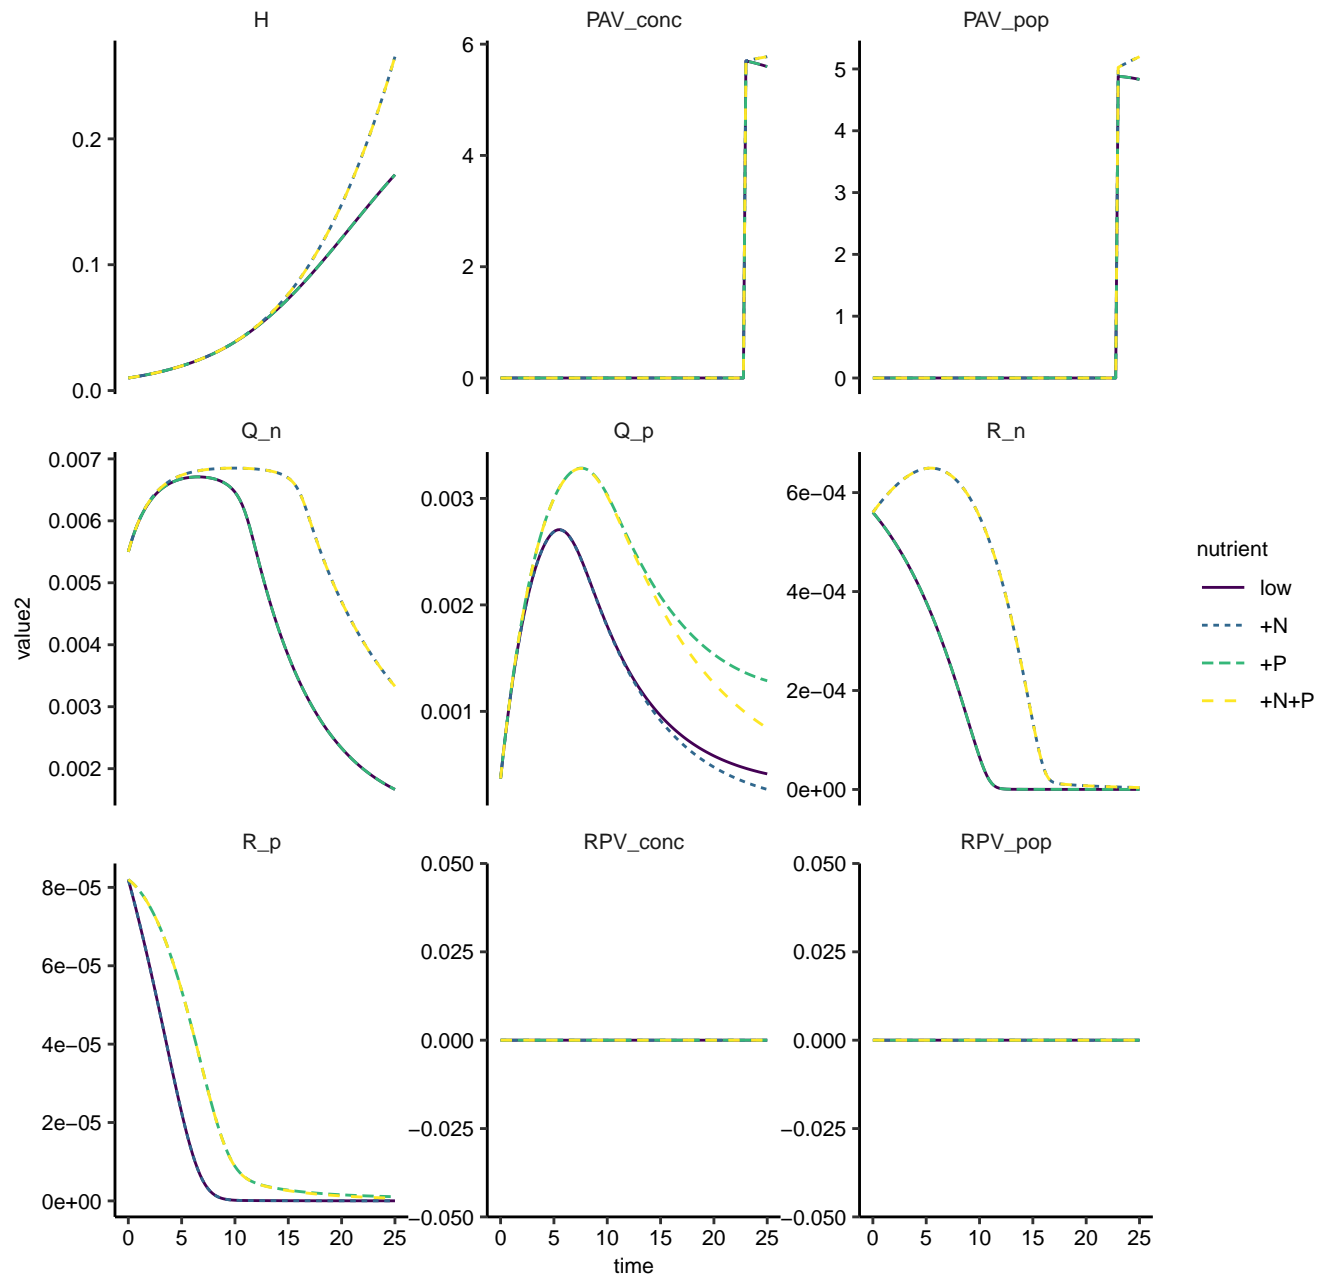 H
PAV_conc
PAV_pop
0.2
0.1
0.0
6
4
2
0
5
4
3
2
1
0
Q_n
Q_p
R_n
0.007
0.006
0.005
0.004
0.003
0.002
0.003
0.002
0.001
6e−04
4e−04
2e−04
0e+00
value2
nutrient
low
+N
+P
+N+P
R_p
RPV_conc
RPV_pop
8e−05
6e−05
4e−05
2e−05
0e+00
0.050
0.025
0.000
−0.025
−0.050
0.050
0.025
0.000
−0.025
−0.050
0 5 10 15 20 25
0 5 10 15 20 25
0 5 10 15 20 25
time